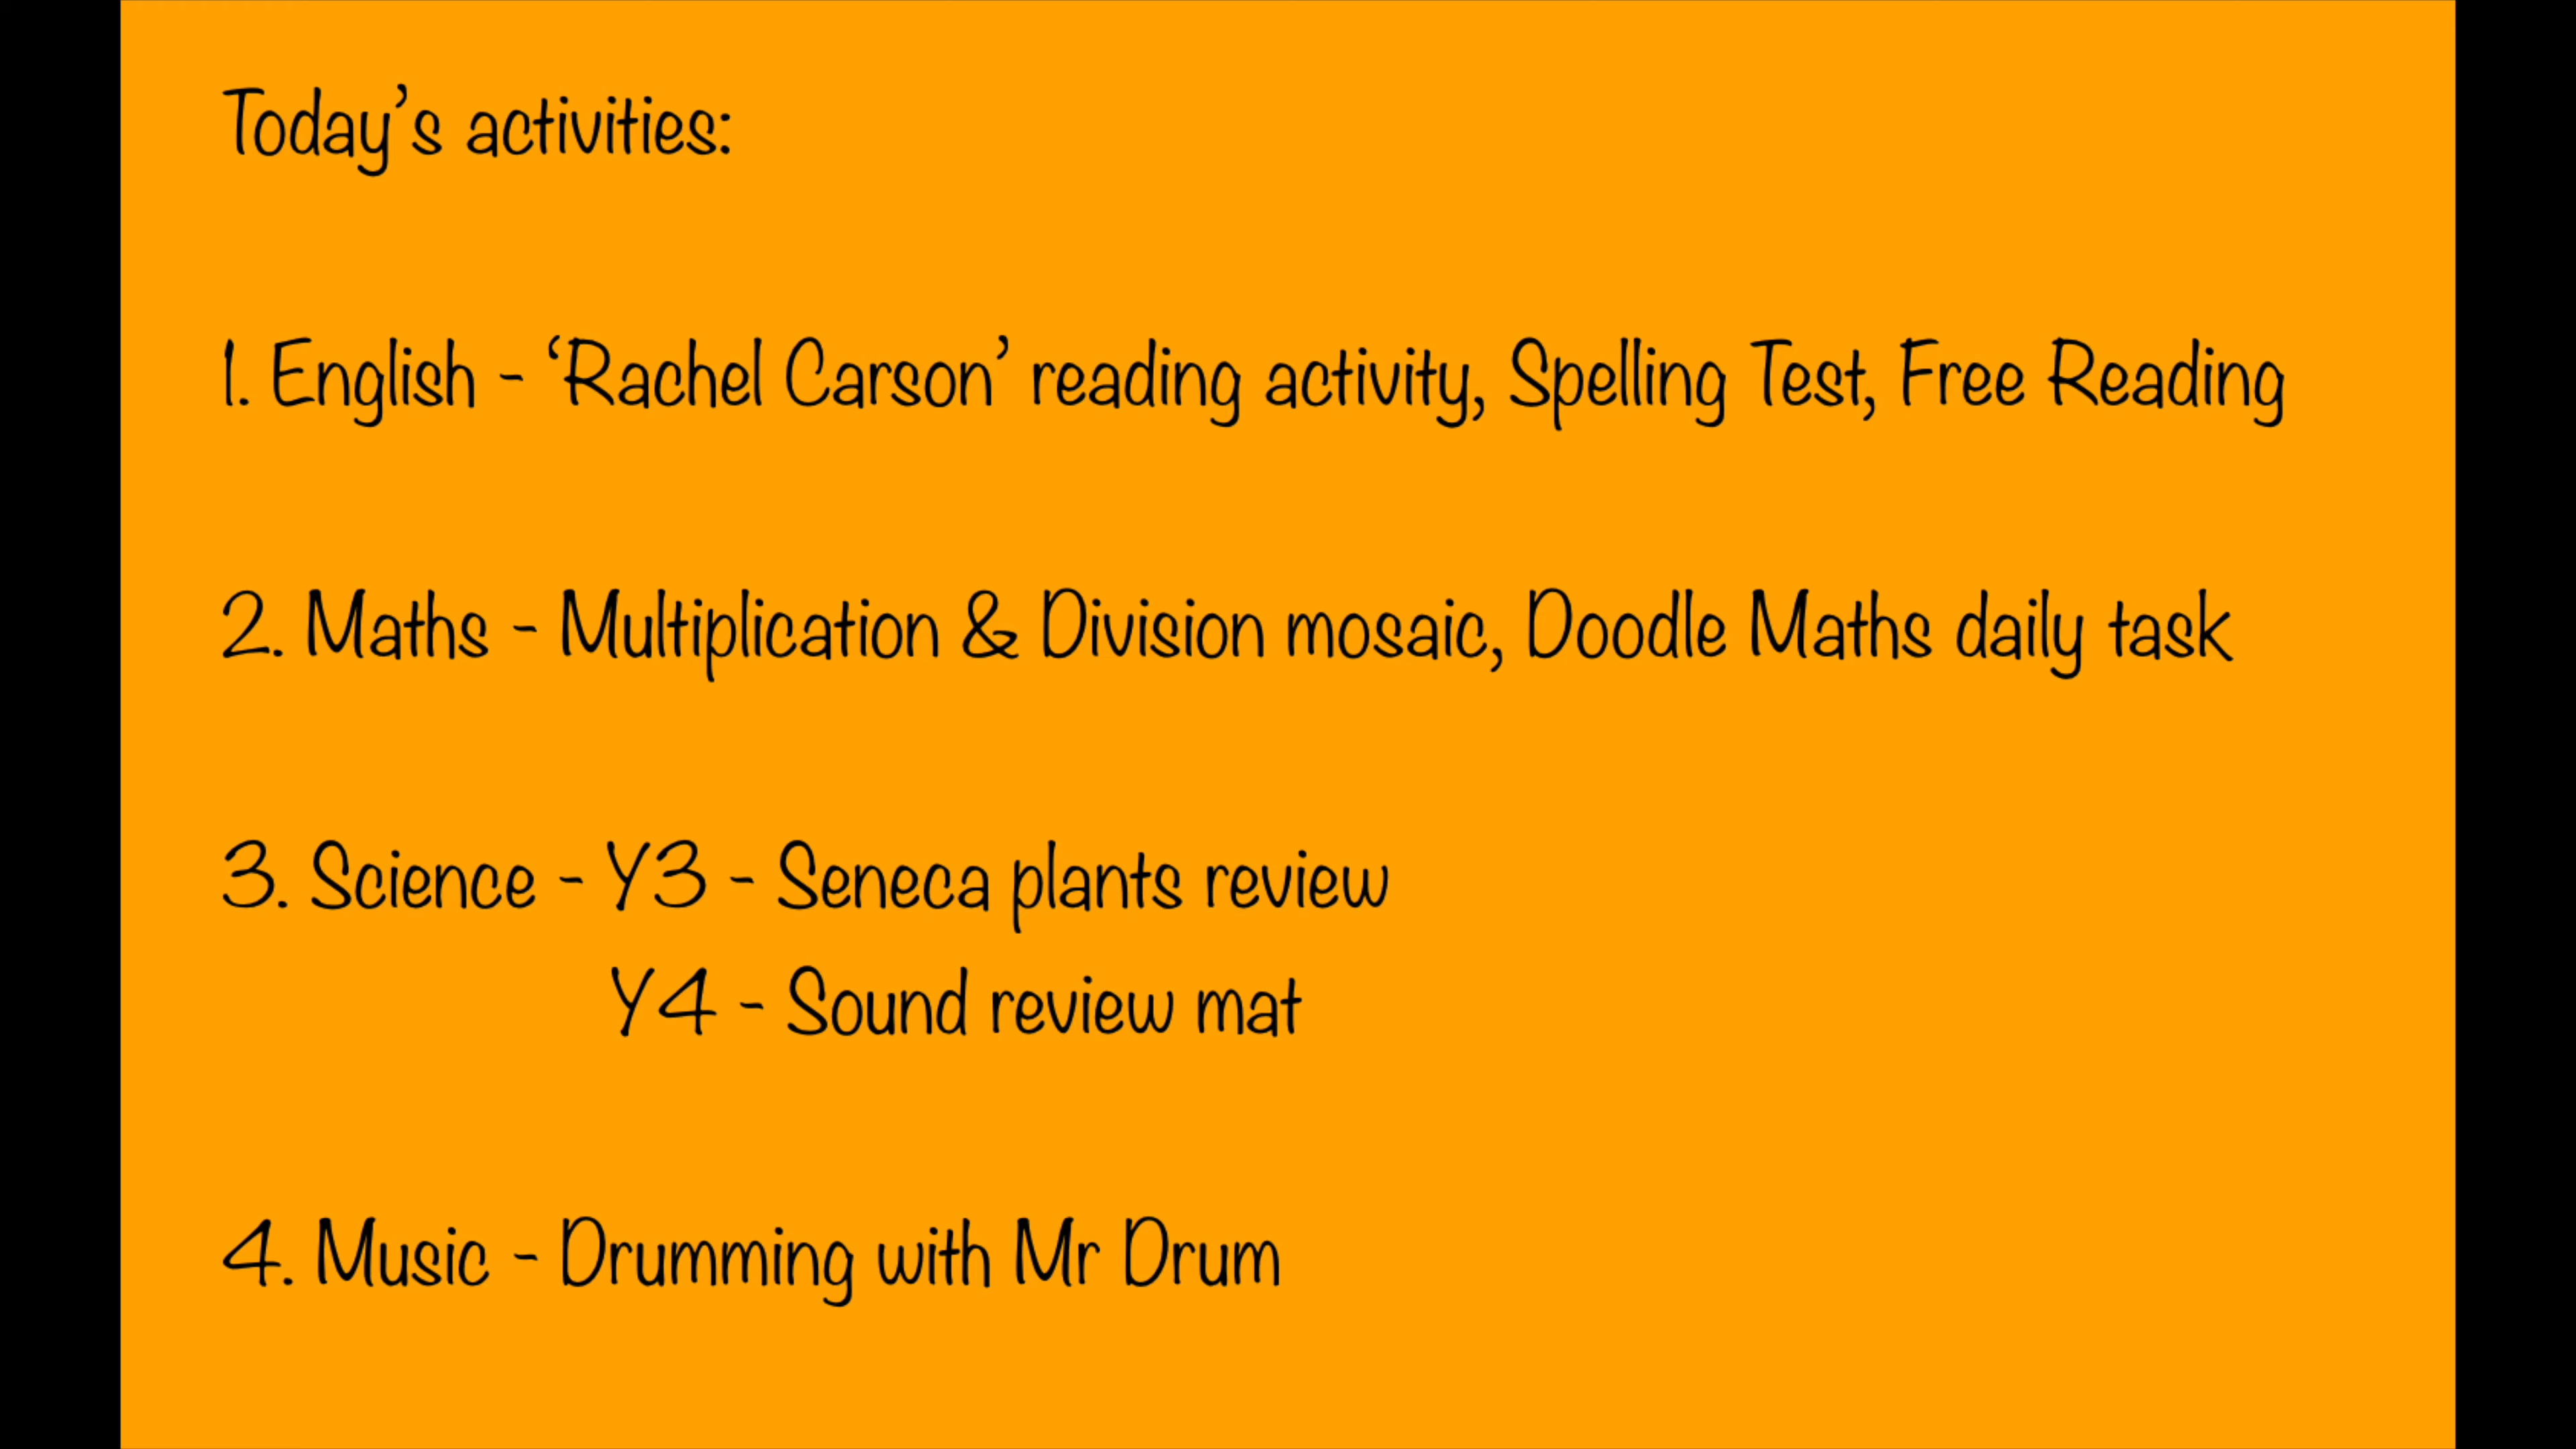 Today’s activities:
1. English - ‘Rachel Carson’ reading activity, Spelling Test, Free Reading
2. Maths - Multiplication & Division mosaic, Doodle Maths daily task
3. Science - Y3 - Seneca plants review
Y4 - Sound review mat
4. Music - Drumming with Mr Drum